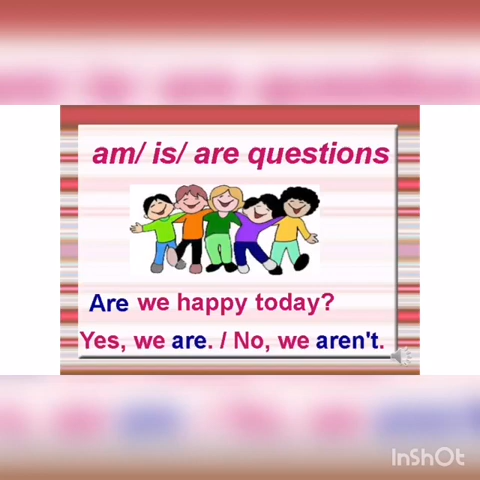 am/ is/ are questions
Are we happy today?
Yes, we are. / No, we aren't.
InShOt